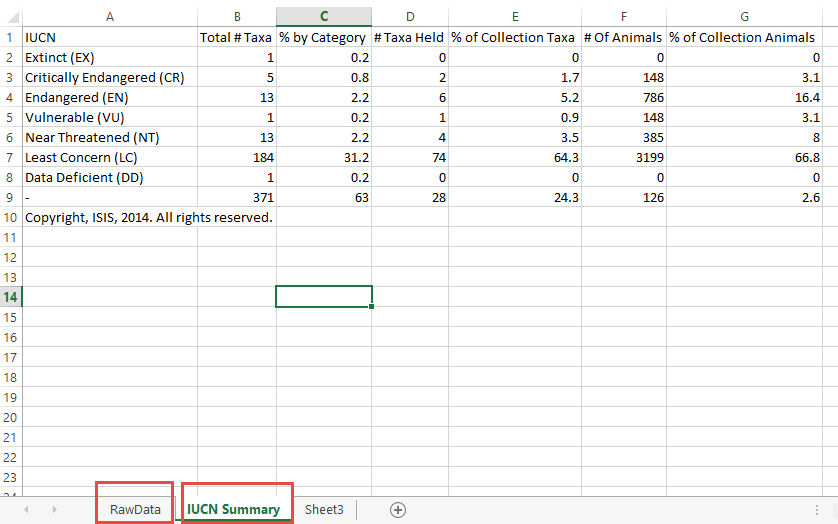 A B C D E F G
1 IUCN Total # Taxa % by Category # Taxa Held % of Collection Taxa # Of Animals % of Collection Animals
2 Extinct (EX) 1 0.2 0 0 0 0
3 Critically Endangered (CR) 5 0.8 2 1.7 148 3.1
4 Endangered (EN) 13 2.2 6 5.2 786 16.4
5 Vulnerable (VU) 1 0.2 1 0.9 148 3.1
6 Near Threatened (NT) 13 2.2 4 3.5 385 8
7 Least Concern (LC) 184 31.2 74 64.3 3199 66.8
8 Data Deficient (DD) 1 0.2 0 0 0 0
9 - 371 63 28 24.3 126 2.6
10 Copyright, ISIS, 2014. All rights reserved.
11
12
13
14
15
16
17
18
19
20
21
22
23
24
RawData IUCN Summary Sheet3